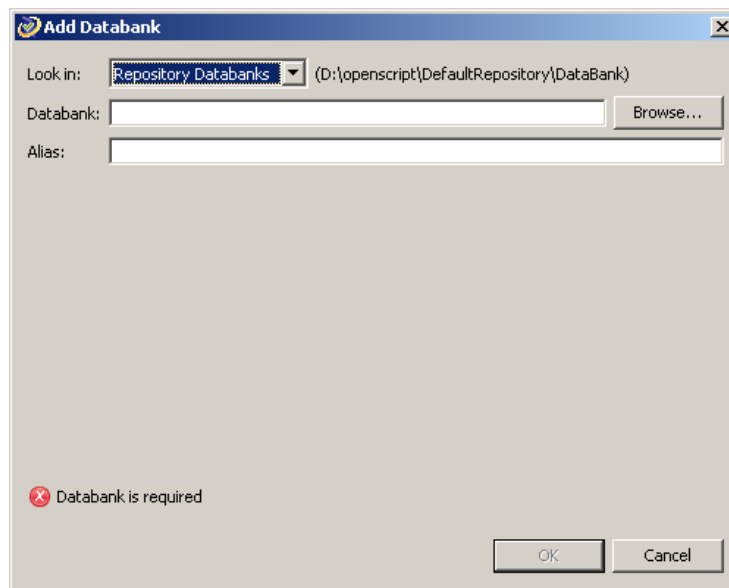 Add Databank
Look in: Repository Databanks (D:\openscript\DefaultRepository\DataBank)
Databank: Browse...
Alias:
Databank is required
OK Cancel